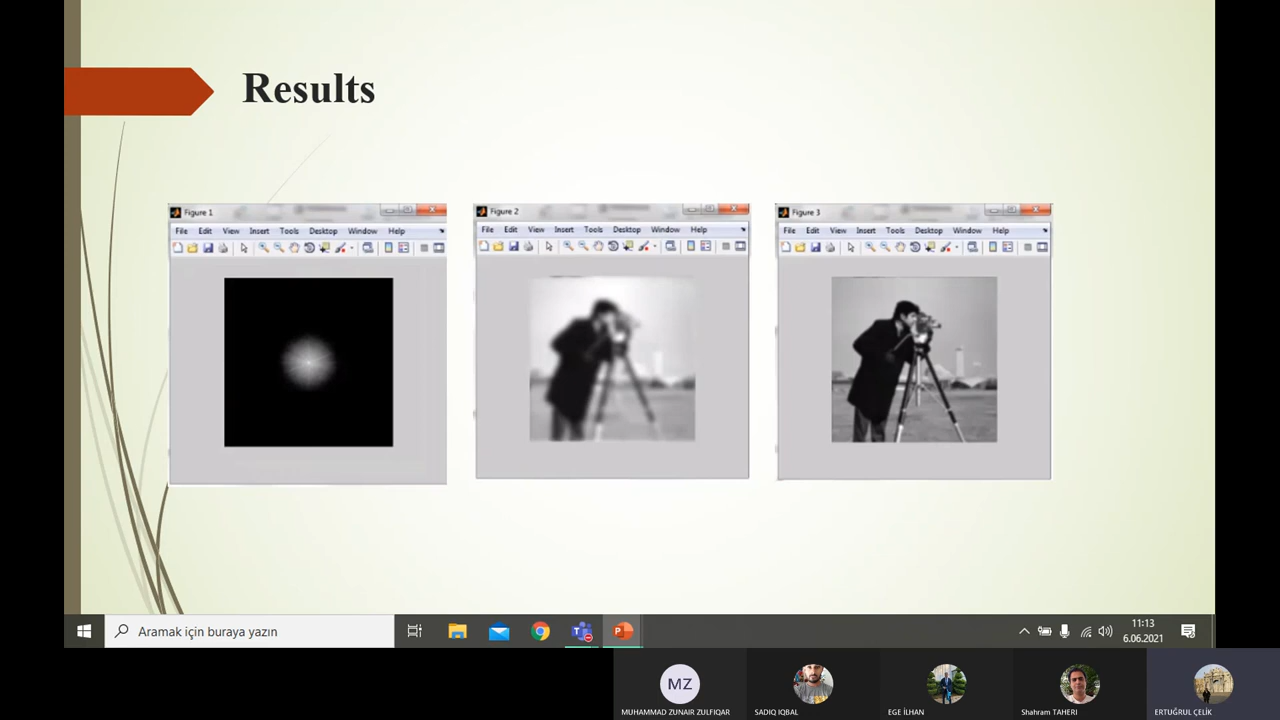 Results
Figure 1
File Edit View Insert Tools Desktop Window Help
Figure 2
File Edit View Insert Tools Desktop Window Help
Figure 3
File Edit View Insert Tools Desktop Window Help
Aramak için buraya yazın
11:13
6.06.2021
MZ
MUHAMMAD ZUNAIR ZULFIQAR
SADIQ IQBAL
EGE İLHAN
Shahram TAHERI
ERTUĞRUL ÇELİK